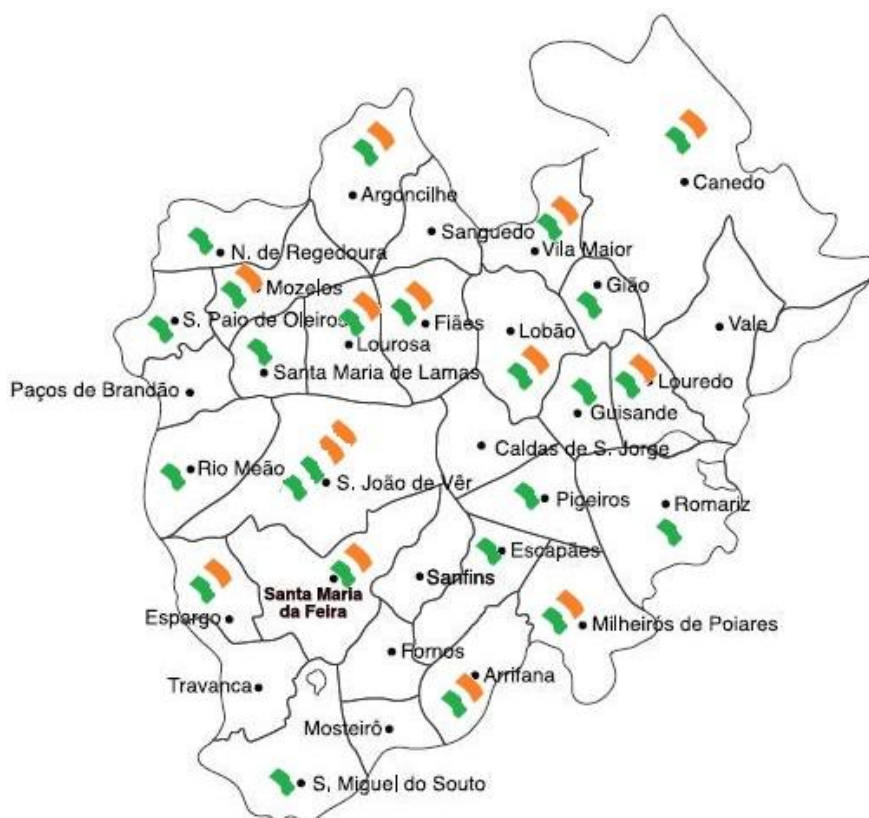 Argoncilhe
Canedo
Sanguedo
N. de Regedoura
Vila Maior
Mozelos
Gião
S. Paio de Oleiros
Fiães
Lobão
Vale
Lourosa
Santa Maria de Lamas
Louredo
Paços de Brandão
Guisande
Caldas de S. Jorge
Rio Meão
S. João de Vêr
Pigeiros
Romariz
Escapães
Sanfins
Santa Maria
da Feira
Espargo
Milheirós de Poiares
Fornos
Arrifana
Travanca
Mosteirô
S. Miguel do Souto